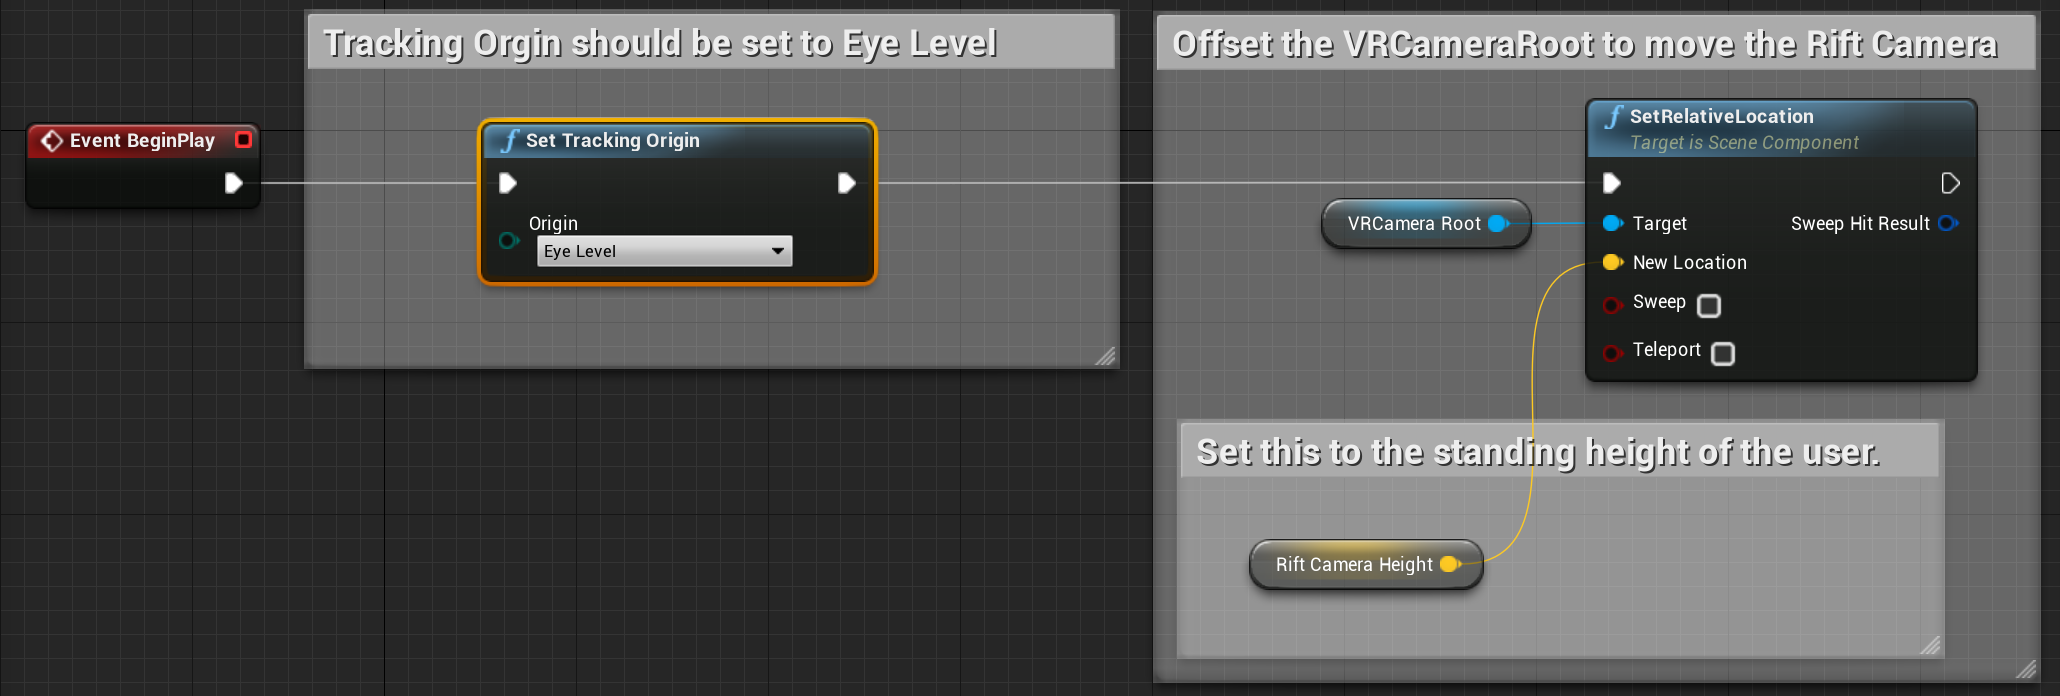 Tracking Orgin should be set to Eye Level
Offset the VRCameraRoot to move the Rift Camera
Event BeginPlay
f Set Tracking Origin
Origin
Eye Level
VRCamera Root
f SetRelativeLocation
Target is Scene Component
Target
Sweep Hit Result
New Location
Sweep
Teleport
Set this to the standing height of the user.
Rift Camera Height